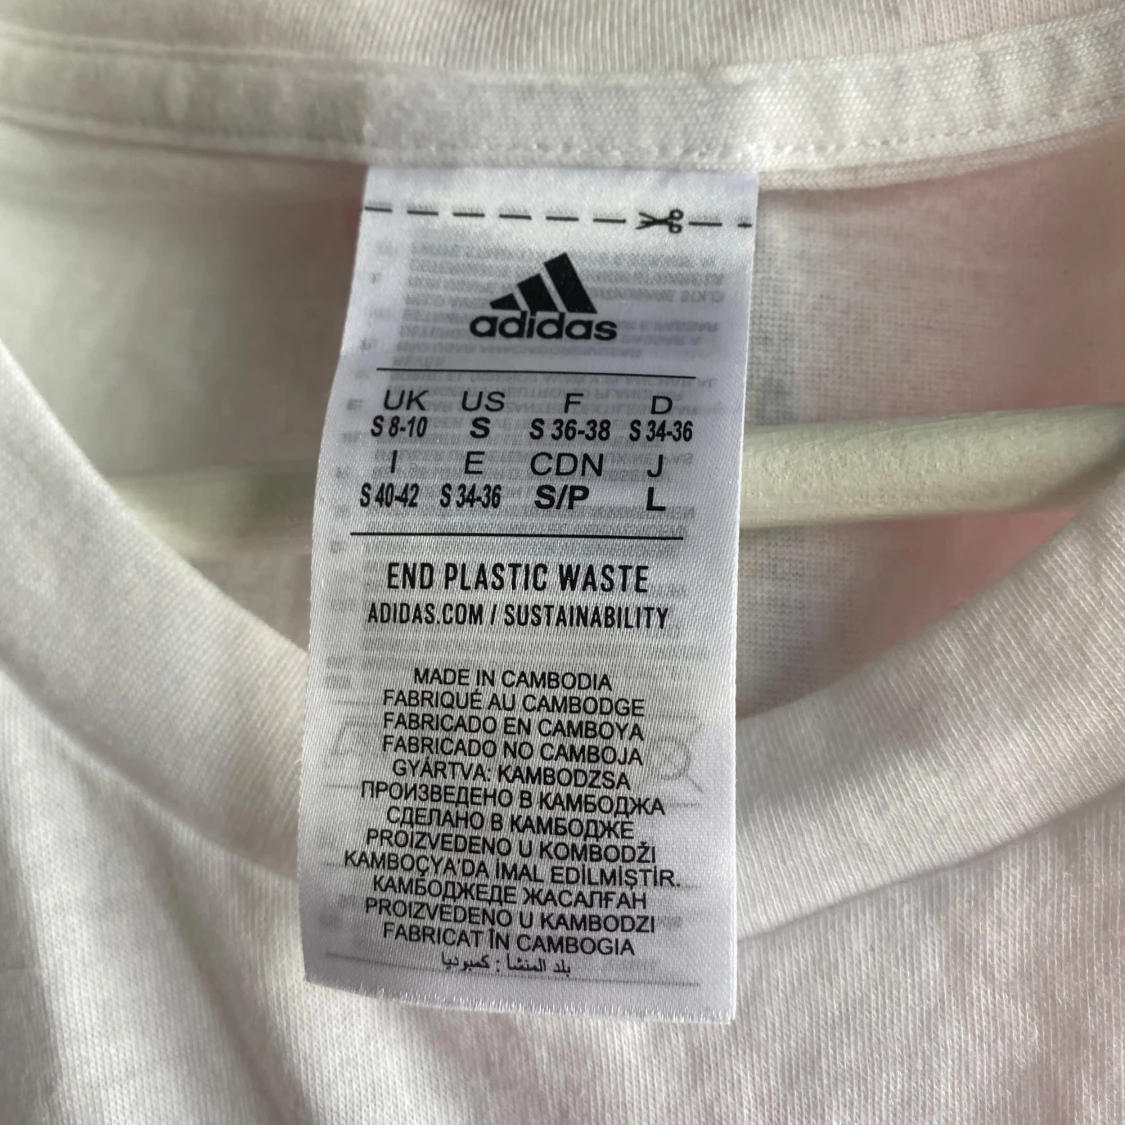 adidas
UK US F D
S 8-10 S S 36-38 S 34-36
I E CDN J
S 40-42 S 34-36 S/P L
END PLASTIC WASTE
ADIDAS.COM / SUSTAINABILITY
MADE IN CAMBODIA
FABRIQUÉ AU CAMBODGE
FABRICADO EN CAMBOYA
FABRICADO NO CAMBOJA
GYÁRTVA: KAMBODZSA
ПРОИЗВЕДЕНО В КАМБОДЖА
СДЕЛАНО В КАМБОДЖЕ
PROIZVEDENO U KOMBODŽI
KAMBOÇYA'DA İMAL EDİLMİŞTİR.
КАМБОДЖЕДЕ ЖАСАЛҒАН
PROIZVEDENO U KAMBODZI
FABRICAT ÎN CAMBOGIA
بلد المنشأ: كمبوديا